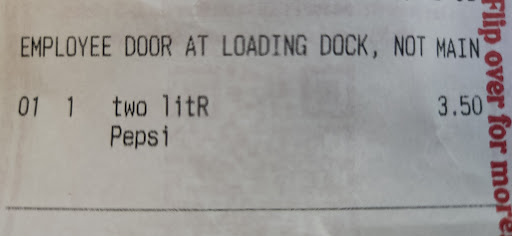 EMPLOYEE DOOR AT LOADING DOCK, NOT MAIN
01 1 two litR 3.50
Pepsi
Flip over for more